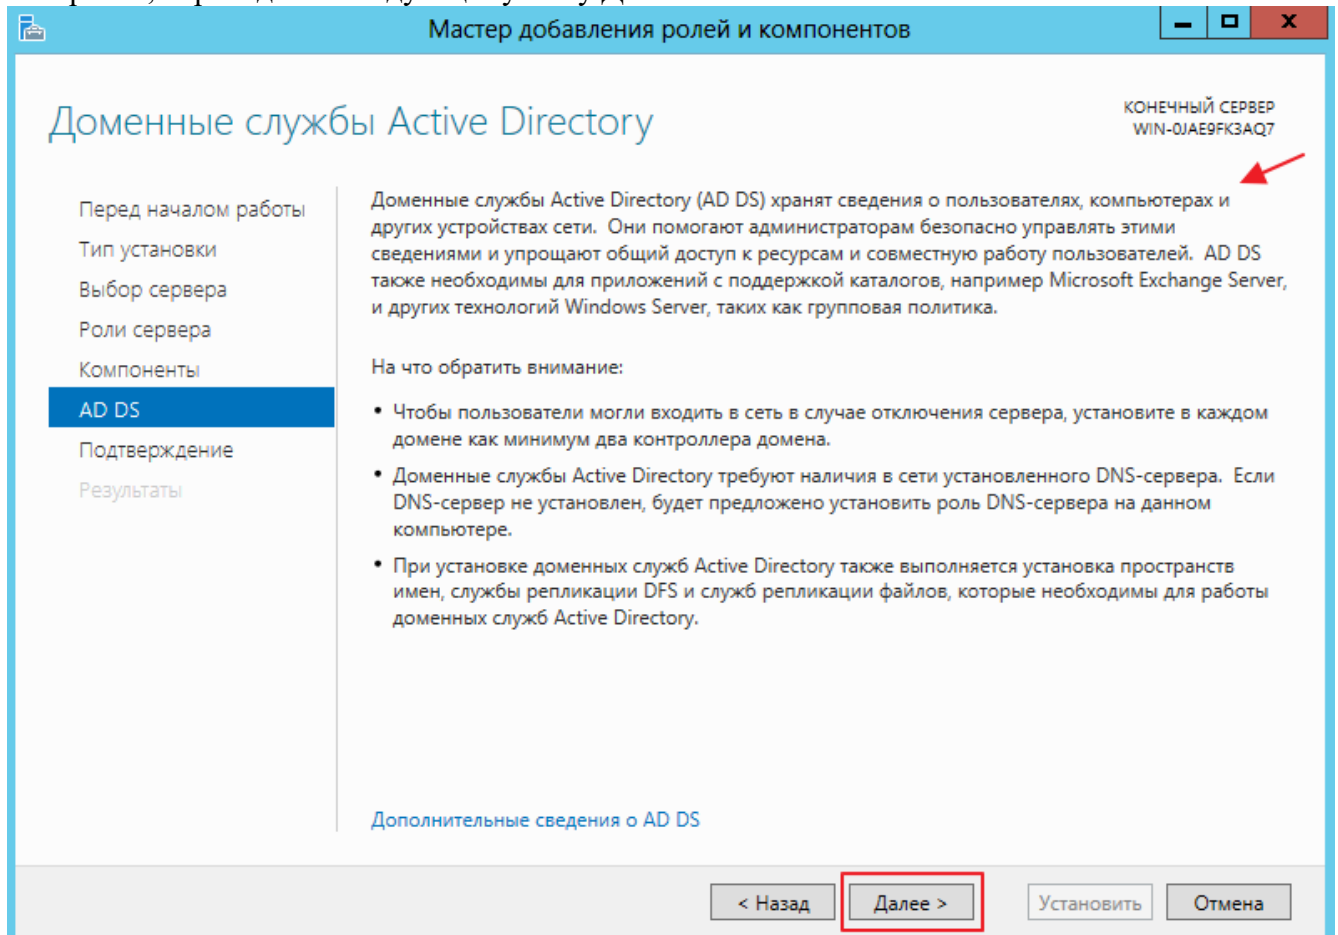 Мастер добавления ролей и компонентов
Доменные службы Active Directory
КОНЕЧНЫЙ СЕРВЕР
WIN-0JAE9FK3AQ7
Перед началом работы
Тип установки
Выбор сервера
Роли сервера
Компоненты
AD DS
Подтверждение
Результаты
Доменные службы Active Directory (AD DS) хранят сведения о пользователях, компьютерах и
других устройствах сети. Они помогают администраторам безопасно управлять этими
сведениями и упрощают общий доступ к ресурсам и совместную работу пользователей. AD DS
также необходимы для приложений с поддержкой каталогов, например Microsoft Exchange Server,
и других технологий Windows Server, таких как групповая политика.
На что обратить внимание:
• Чтобы пользователи могли входить в сеть в случае отключения сервера, установите в каждом
домене как минимум два контроллера домена.
• Доменные службы Active Directory требуют наличия в сети установленного DNS-сервера. Если
DNS-сервер не установлен, будет предложено установить роль DNS-сервера на данном
компьютере.
• При установке доменных служб Active Directory также выполняется установка пространств
имен, службы репликации DFS и служб репликации файлов, которые необходимы для работы
доменных служб Active Directory.
Дополнительные сведения о AD DS
< Назад
Далее >
Установить
Отмена